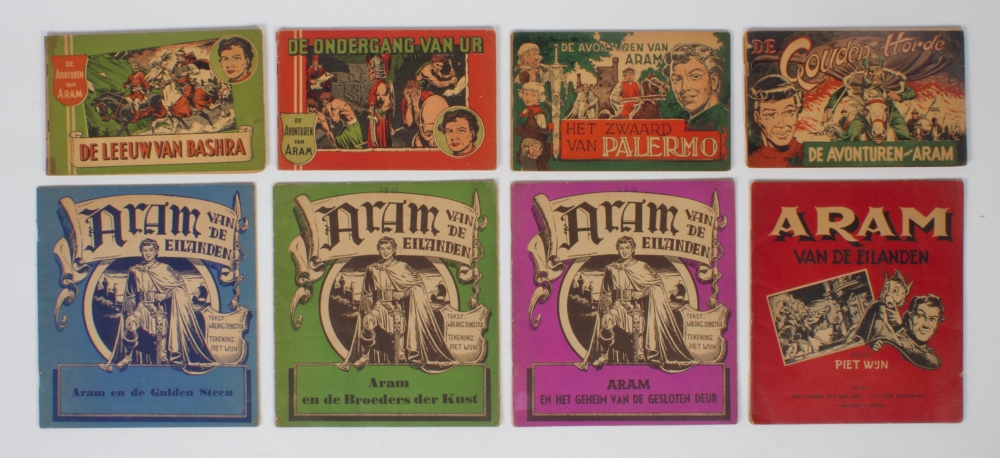 DE
AVONTUREN
VAN
ARAM
DE LEEUW VAN BASHRA
DE ONDERGANG VAN UR
DE
AVONTUREN
VAN
ARAM
DE AVONTUREN VAN
ARAM
HET ZWAARD
VAN PALERMO
DE
Gouden Horde
DE AVONTUREN VAN ARAM
ARAM VAN
DE
EILANDEN
TEKST:
WALING DIJKSTRA
TEKENING:
PIET WIJN
Aram en de Gulden Steen
ARAM VAN
DE
EILANDEN
TEKST:
WALING DIJKSTRA
TEKENING:
PIET WIJN
Aram
en de Broeders der Kust
ARAM VAN
DE
EILANDEN
TEKST:
WALING DIJKSTRA
TEKENING:
PIET WIJN
ARAM
EN HET GEHEIM VAN DE GESLOTEN DEUR
ARAM
VAN DE EILANDEN
PIET WIJN